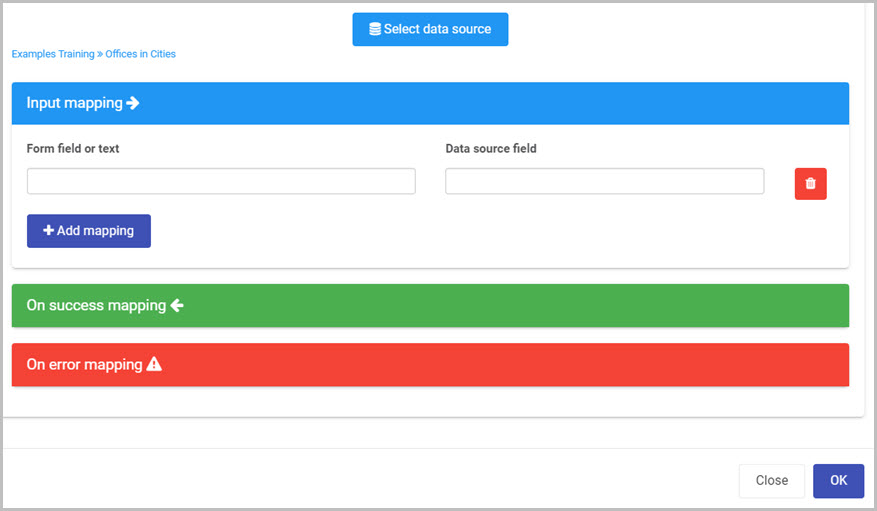 Select data source
Examples Training » Offices in Cities
Input mapping
Form field or text Data source field
Add mapping
On success mapping
On error mapping
Close OK